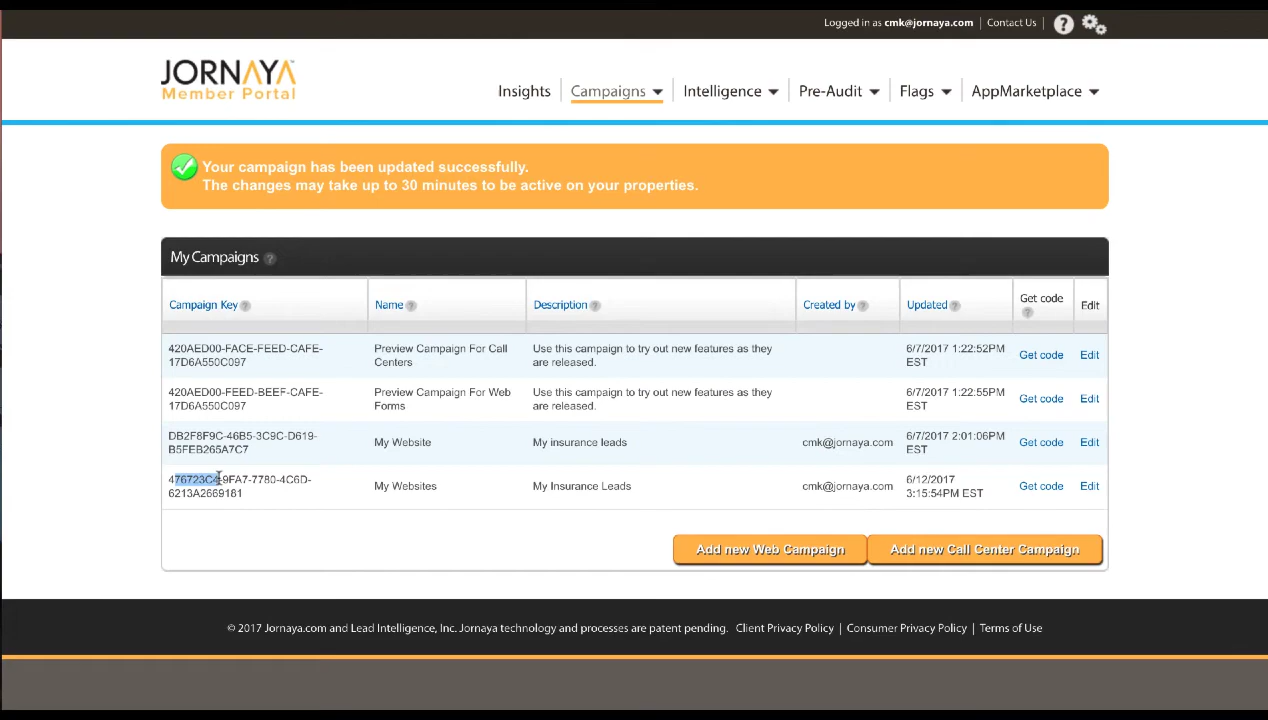 Logged in as cmk@jornaya.com | Contact Us | ?
JORNAYA
Member Portal
Insights Campaigns Intelligence Pre-Audit Flags AppMarketplace
Your campaign has been updated successfully.
The changes may take up to 30 minutes to be active on your properties.
My Campaigns ?
Campaign Key ? Name ? Description ? Created by ? Updated ? Get code ? Edit
420AED00-FACE-FEED-CAFE-
17D6A550C097
Preview Campaign For Call
Centers
Use this campaign to try out new features as they
are released.
6/7/2017 1:22:52PM
EST
Get code
Edit
420AED00-FEED-BEEF-CAFE-
17D6A550C097
Preview Campaign For Web
Forms
Use this campaign to try out new features as they
are released.
6/7/2017 1:22:55PM
EST
Get code
Edit
DB2F8F9C-46B5-3C9C-D619-
B5FEB265A7C7
My Website
My insurance leads
cmk@jornaya.com
6/7/2017 2:01:06PM
EST
Get code
Edit
476723C4-9FA7-7780-4C6D-
6213A2669181
My Websites
My Insurance Leads
cmk@jornaya.com
6/12/2017
3:15:54PM EST
Get code
Edit
Add new Web Campaign
Add new Call Center Campaign
© 2017 Jornaya.com and Lead Intelligence, Inc. Jornaya technology and processes are patent pending. Client Privacy Policy | Consumer Privacy Policy | Terms of Use